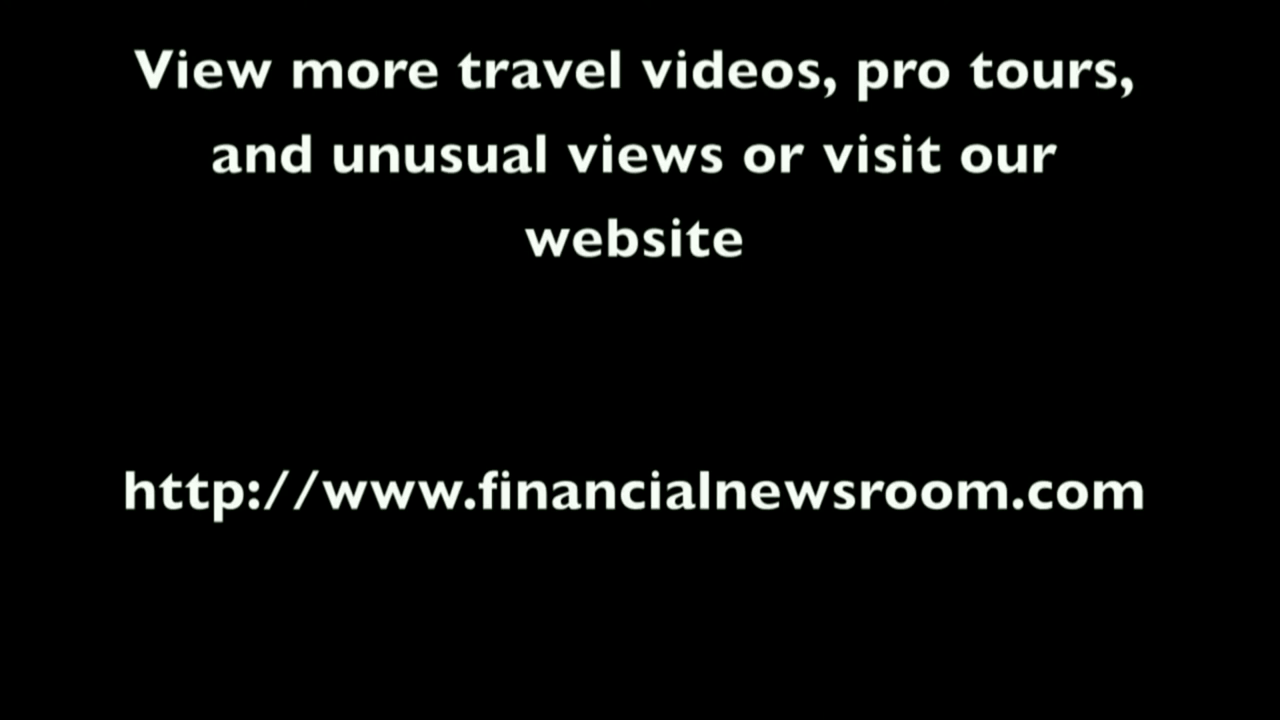 View more travel videos, pro tours,
and unusual views or visit our
website
http://www.financialnewsroom.com